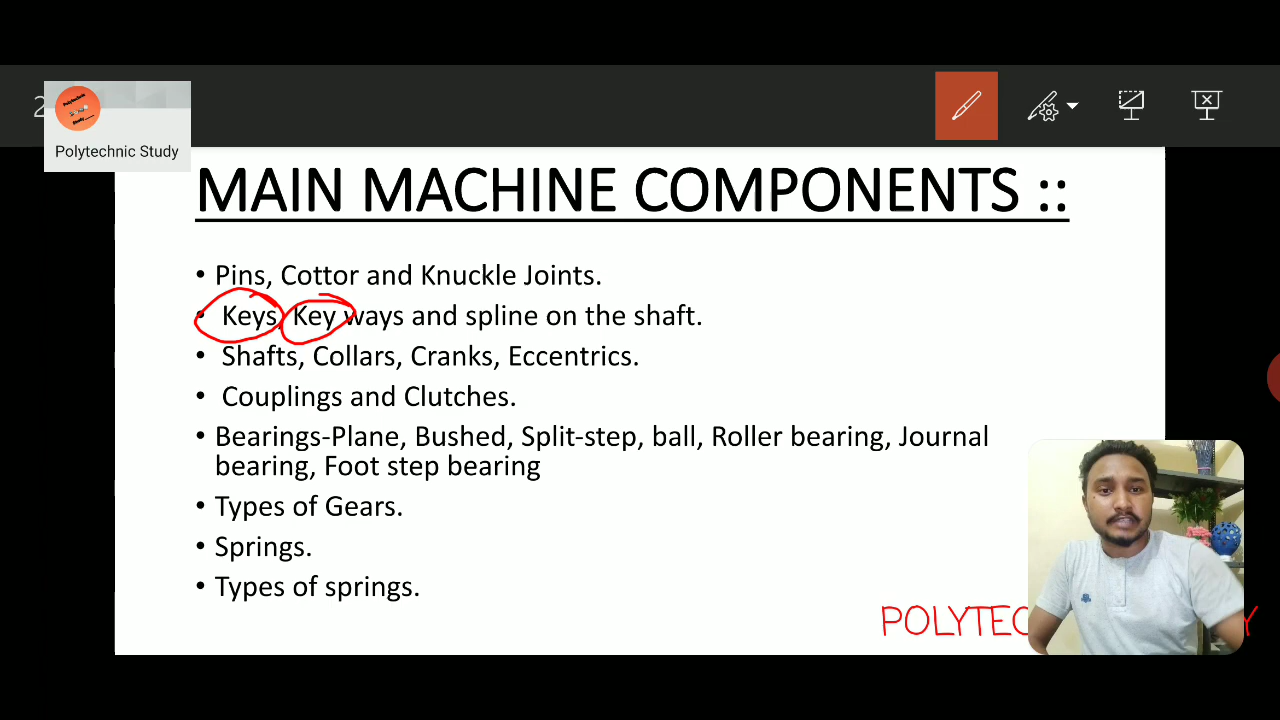 2
Polytechnic Study
MAIN MACHINE COMPONENTS ::
• Pins, Cottor and Knuckle Joints.
• Keys, Key ways and spline on the shaft.
• Shafts, Collars, Cranks, Eccentrics.
• Couplings and Clutches.
• Bearings-Plane, Bushed, Split-step, ball, Roller bearing, Journal
bearing, Foot step bearing
• Types of Gears.
• Springs.
• Types of springs.